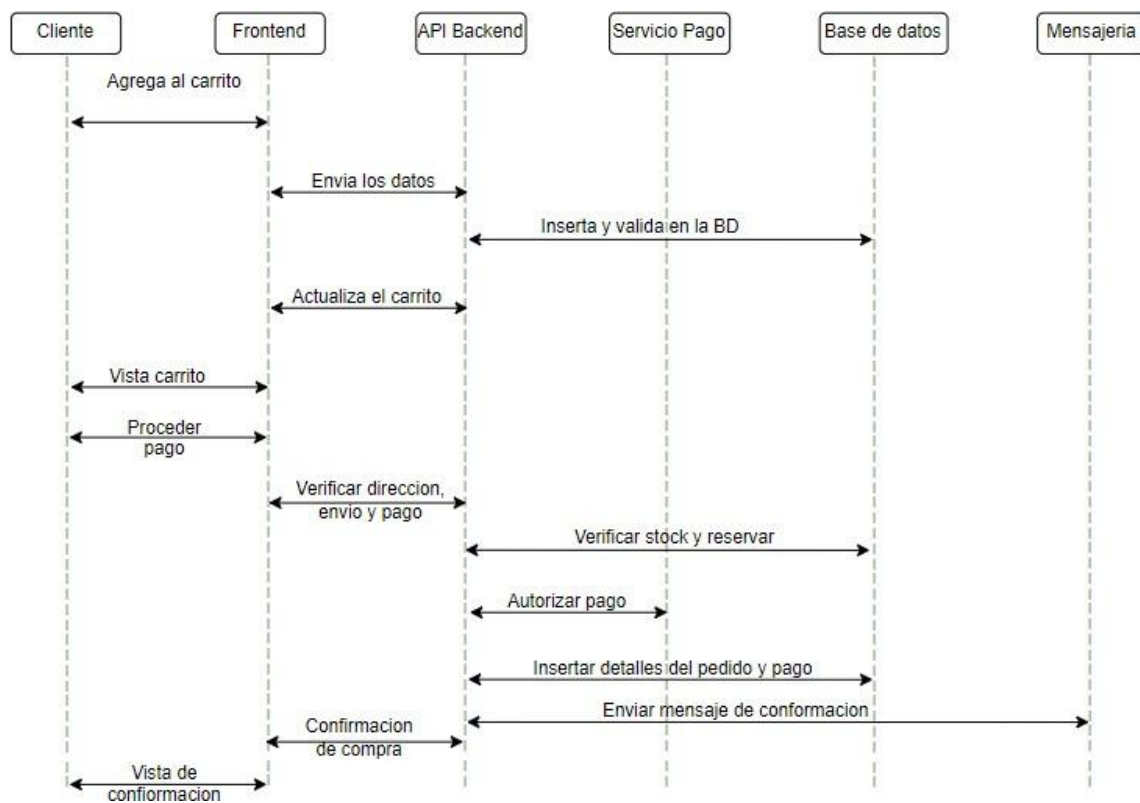 Cliente
Frontend
API Backend
Servicio Pago
Base de datos
Mensajeria
Agrega al carrito
Envia los datos
Inserta y valida en la BD
Actualiza el carrito
Vista carrito
Proceder
pago
Verificar direccion,
envio y pago
Verificar stock y reservar
Autorizar pago
Insertar detalles del pedido y pago
Enviar mensaje de conformacion
Confirmacion
de compra
Vista de
confiormacion